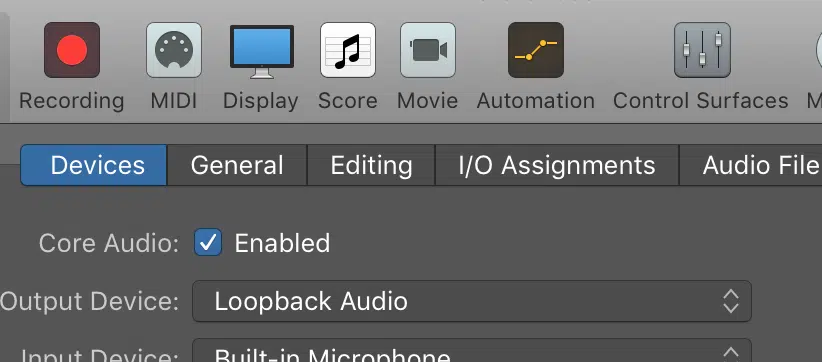 Recording MIDI Display Score Movie Automation Control Surfaces M
Devices General Editing I/O Assignments Audio File
Core Audio: Enabled
Output Device: Loopback Audio
Input Device: Built-in Microphone